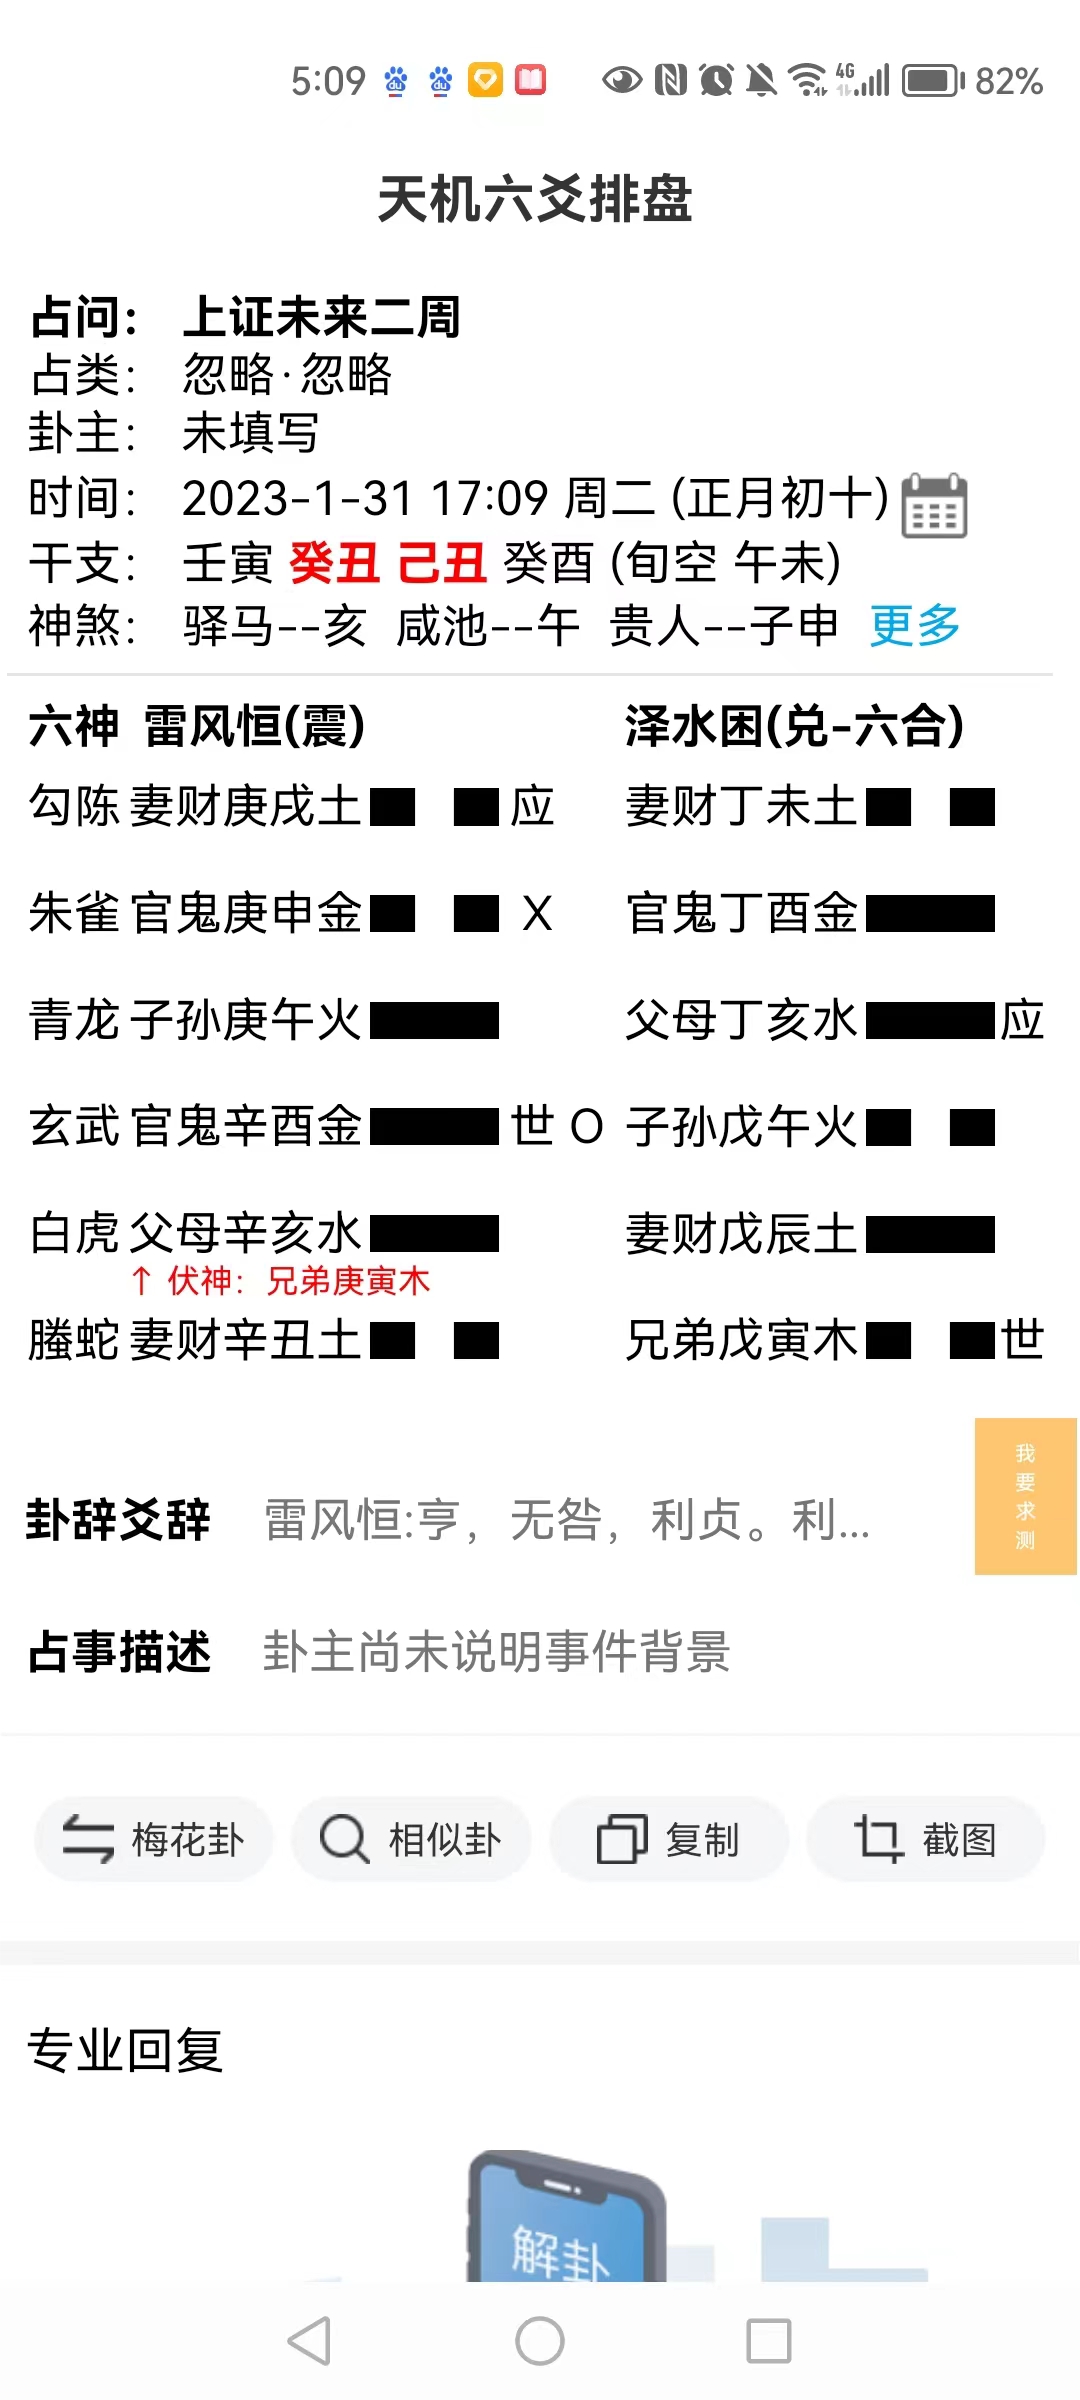 5:09 4G 82%
天机六爻排盘
占问： 上证未来二周
占类： 忽略·忽略
卦主： 未填写
时间： 2023-1-31 17:09 周二 (正月初十)
干支： 壬寅 癸丑 己丑 癸酉 (旬空 午未)
神煞： 驿马--亥 咸池--午 贵人--子申 更多
六神 雷风恒(震) 泽水困(兑-六合)
勾陈 妻财庚戌土 应 妻财丁未土
朱雀 官鬼庚申金 X 官鬼丁酉金
青龙 子孙庚午火 父母丁亥水 应
玄武 官鬼辛酉金 世 O 子孙戊午火
白虎 父母辛亥水 妻财戊辰土
↑ 伏神：兄弟庚寅木
螣蛇 妻财辛丑土 兄弟戊寅木 世
我要求测
卦辞爻辞 雷风恒:亨，无咎，利贞。利...
占事描述 卦主尚未说明事件背景
梅花卦 相似卦 复制 截图
专业回复
解卦